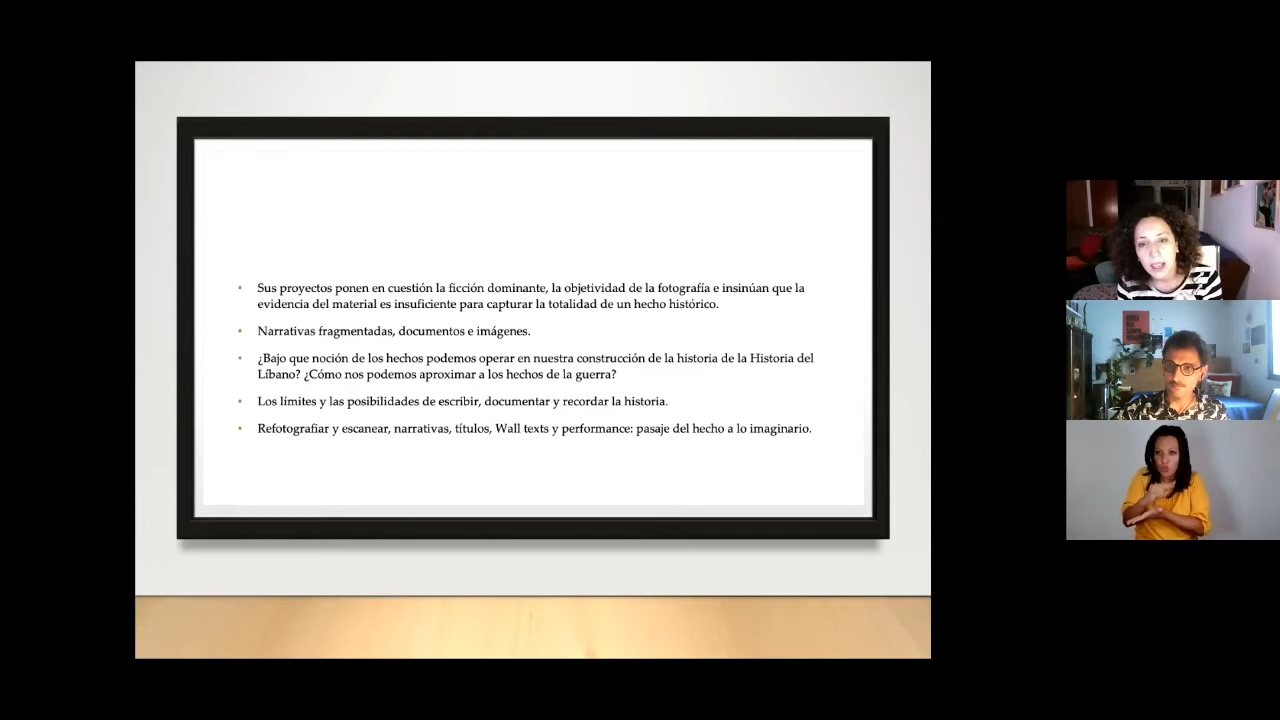 • Sus proyectos ponen en cuestión la ficción dominante, la objetividad de la fotografía e insinúan que la
evidencia del material es insuficiente para capturar la totalidad de un hecho histórico.
• Narrativas fragmentadas, documentos e imágenes.
• ¿Bajo que noción de los hechos podemos operar en nuestra construcción de la historia de la Historia del
Líbano? ¿Cómo nos podemos aproximar a los hechos de la guerra?
• Los límites y las posibilidades de escribir, documentar y recordar la historia.
• Refotografiar y escanear, narrativas, títulos, Wall texts y performance: pasaje del hecho a lo imaginario.